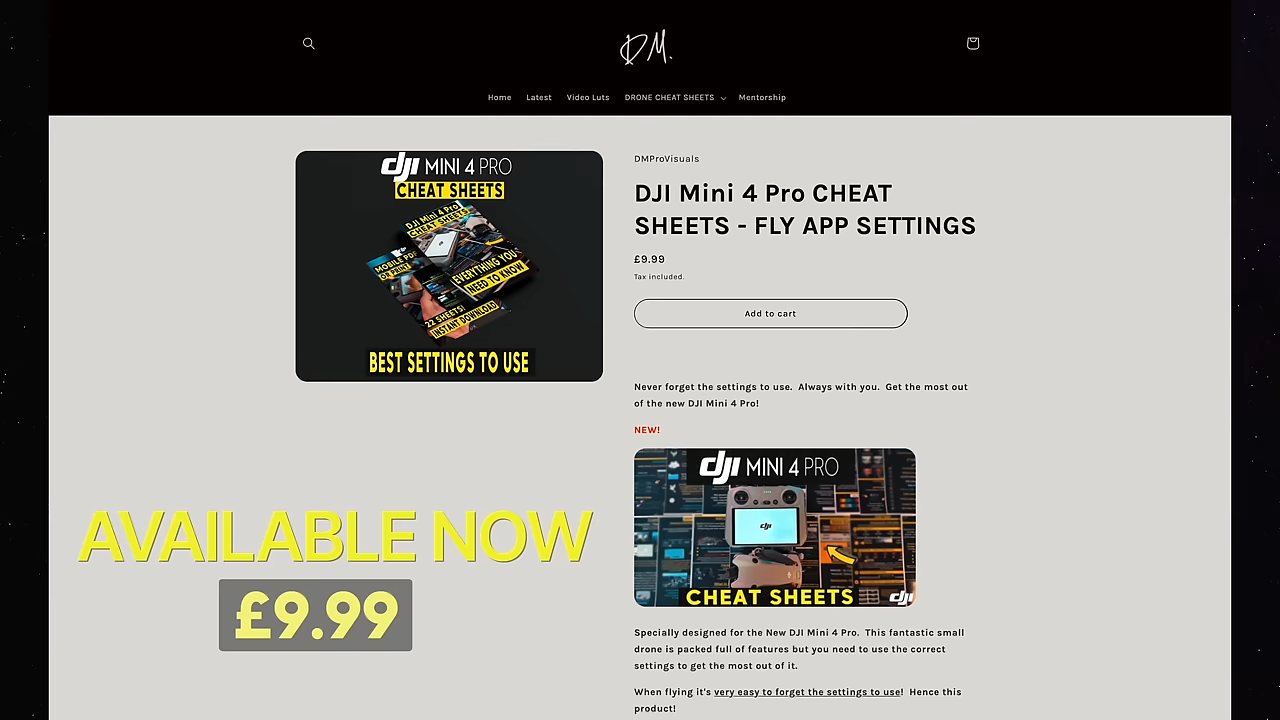 DM.
Home Latest Video Luts DRONE CHEAT SHEETS Mentorship
dji MINI 4 PRO
CHEAT SHEETS
DJI Mini 4 Pro
CHEAT SHEETS
MOBILE PDF
OR PRINT
EVERYTHING YOU
NEED TO KNOW
22 SHEETS!
INSTANT DOWNLOAD
BEST SETTINGS TO USE
AVAILABLE NOW
£9.99
DMProVisuals
DJI Mini 4 Pro CHEAT
SHEETS - FLY APP SETTINGS
£9.99
Tax included.
Add to cart
Never forget the settings to use. Always with you. Get the most out
of the new DJI Mini 4 Pro!
NEW!
dji MINI 4 PRO
dji
CHEAT SHEETS
dji
Specially designed for the New DJI Mini 4 Pro. This fantastic small
drone is packed full of features but you need to use the correct
settings to get the most out of it.
When flying it's very easy to forget the settings to use! Hence this
product!